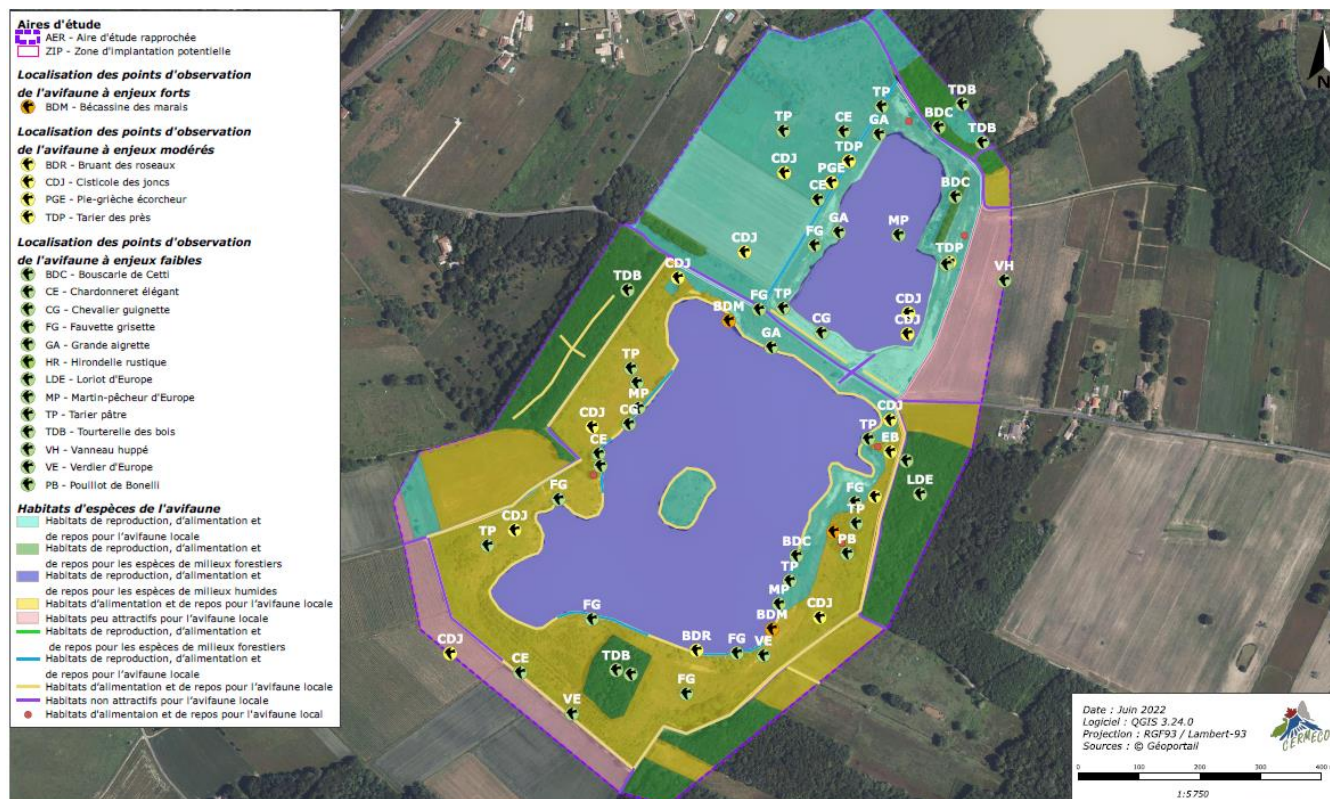 Aires d'étude
AER - Aire d'étude rapprochée
ZIP - Zone d'implantation potentielle
Localisation des points d'observation
de l'avifaune à enjeux forts
BDM - Bécassine des marais
Localisation des points d'observation
de l'avifaune à enjeux modérés
BDR - Bruant des roseaux
CDJ - Cisticole des joncs
PGE - Pie-grièche écorcheur
TDP - Tarier des prés
Localisation des points d'observation
de l'avifaune à enjeux faibles
BDC - Bouscarle de Cetti
CE - Chardonneret élégant
CG - Chevalier guignette
FG - Fauvette grisette
GA - Grande aigrette
HR - Hirondelle rustique
LDE - Loriot d'Europe
MP - Martin-pêcheur d'Europe
TP - Tarier pâtre
TDB - Tourterelle des bois
VH - Vanneau huppé
VE - Verdier d'Europe
PB - Pouillot de Bonelli
Habitats d'espèces de l'avifaune
Habitats de reproduction, d'alimentation et
de repos pour l'avifaune locale
Habitats de reproduction, d'alimentation et
de repos pour les espèces de milieux forestiers
Habitats de reproduction, d'alimentation et
de repos pour les espèces de milieux humides
Habitats d'alimentation et de repos pour l'avifaune locale
Habitats peu attractifs pour l'avifaune locale
Habitats de reproduction, d'alimentation et
de repos pour les espèces de milieux forestiers
Habitats de reproduction, d'alimentation et
de repos pour l'avifaune locale
Habitats d'alimentation et de repos pour l'avifaune locale
Habitats non attractifs pour l'avifaune locale
Habitats d'alimentaion et de repos pour l'avifaune local
N
TP
TDB
TP
CE
GA
BDC
TDB
TDP
CDJ
PGE
CE
BDC
GA
MP
FG
CDJ
TDP
CDJ
TDB
VH
BDM
FG
TP
CDJ
GA
CG
CDJ
TP
MP
CG
CDJ
CDJ
TP
CE
EB
FG
LDE
FG
CDJ
TP
TP
BDC
PB
TP
MP
FG
BDM
CDJ
CDJ
BDR
FG
VE
CE
TDB
FG
VE
Date : Juin 2022
Logiciel : QGIS 3.24.0
Projection : RGF93 / Lambert-93
Sources : © Géoportail
CERMECO
0 100 200 300 400
1:5 750